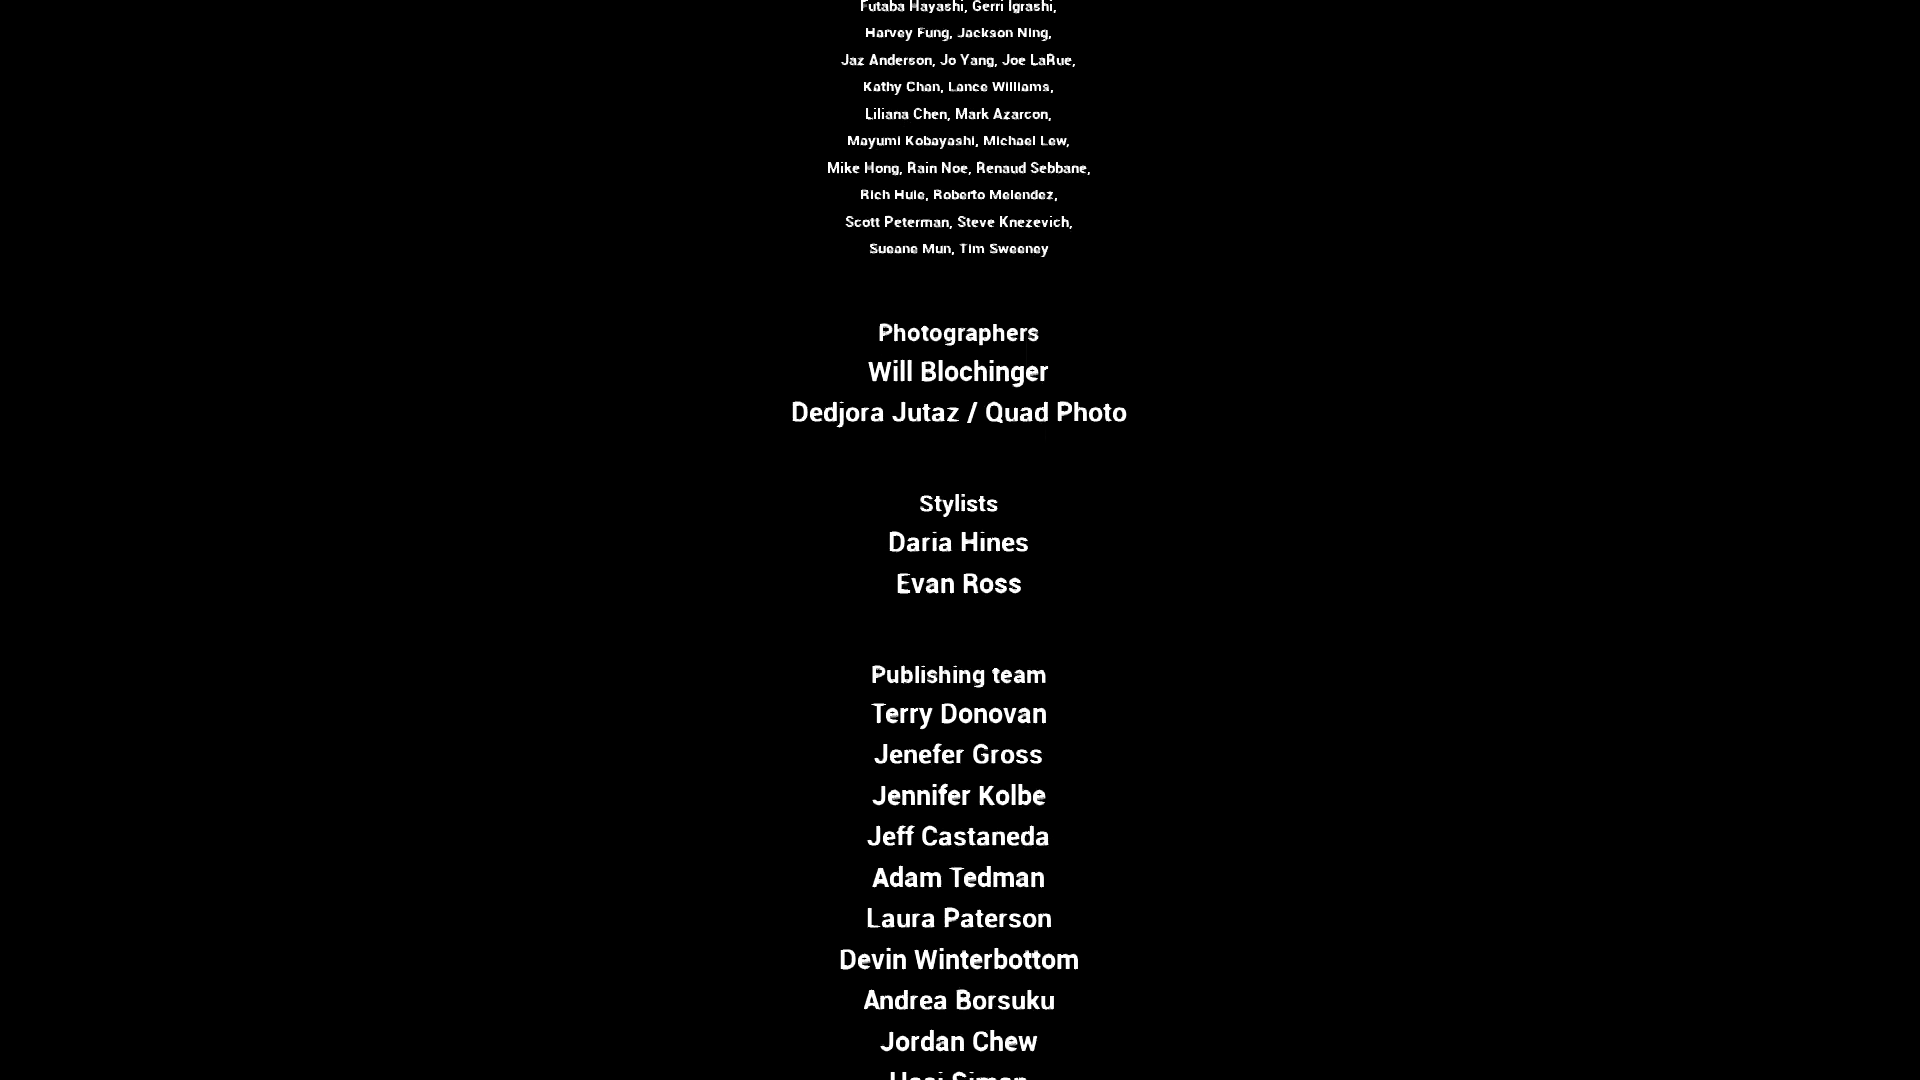 Futaba Hayashi, Gerri Igrashi,
Harvey Fung, Jackson Ning,
Jaz Anderson, Jo Yang, Joe LaRue,
Kathy Chan, Lance Williams,
Liliana Chen, Mark Azarcon,
Mayumi Kobayashi, Michael Lew,
Mike Hong, Rain Noe, Renaud Sebbane,
Rich Huie, Roberto Melendez,
Scott Peterman, Steve Knezevich,
Sueane Mun, Tim Sweeney
Photographers
Will Blochinger
Dedjora Jutaz / Quad Photo
Stylists
Daria Hines
Evan Ross
Publishing team
Terry Donovan
Jenefer Gross
Jennifer Kolbe
Jeff Castaneda
Adam Tedman
Laura Paterson
Devin Winterbottom
Andrea Borsuku
Jordan Chew